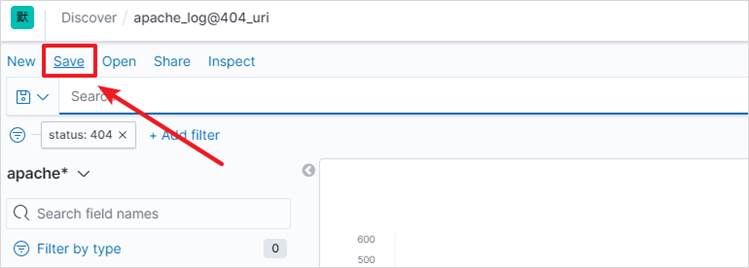 默 Discover / apache_log@404_uri
New Save Open Share Inspect
Search
status: 404 × + Add filter
apache*
Search field names
Filter by type 0
600
500